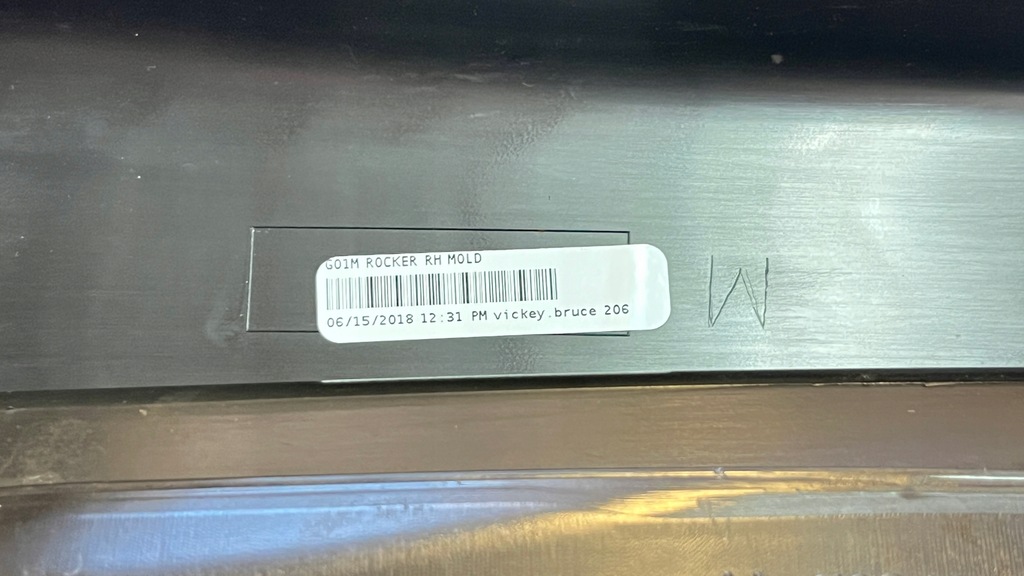 G01M ROCKER RH MOLD
06/15/2018 12:31 PM vickey.bruce 206
M